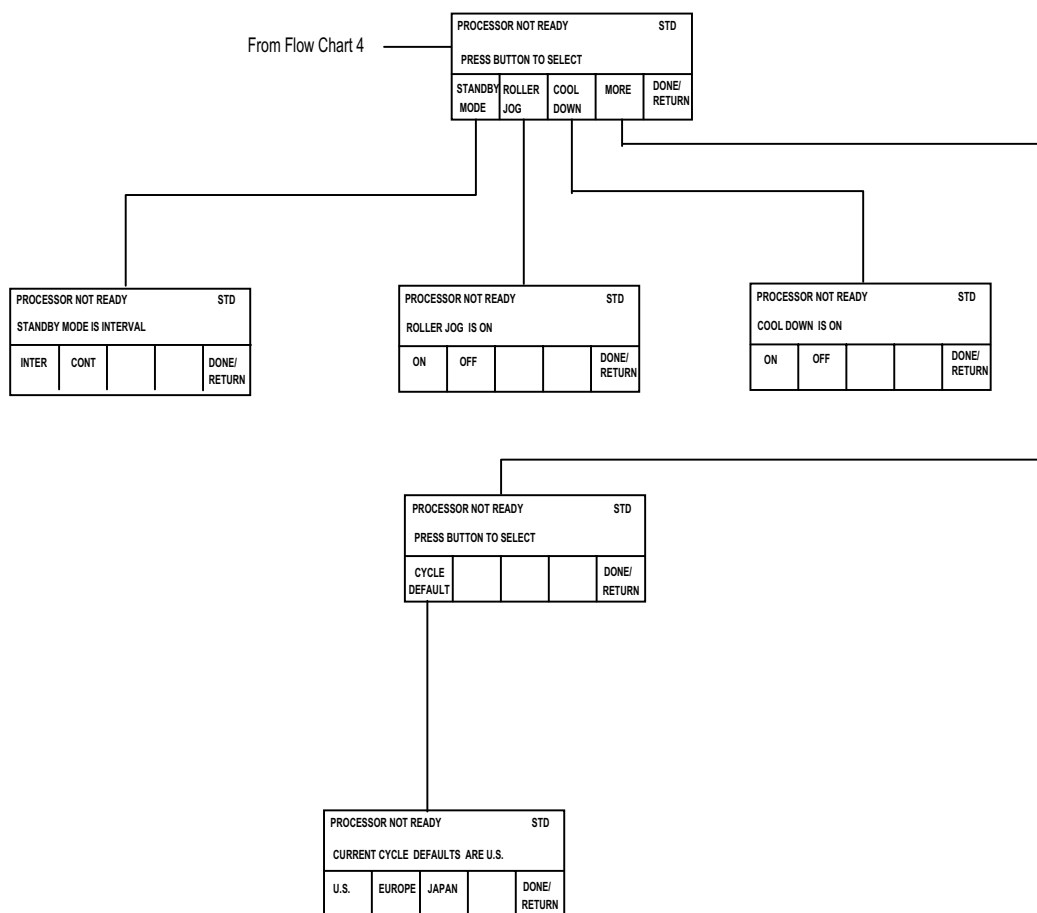 From Flow Chart 4
PROCESSOR NOT READY STD
PRESS BUTTON TO SELECT
STANDBY MODE
ROLLER JOG
COOL DOWN
MORE
DONE/ RETURN
PROCESSOR NOT READY STD
STANDBY MODE IS INTERVAL
INTER CONT DONE/ RETURN
PROCESSOR NOT READY STD
ROLLER JOG IS ON
ON OFF DONE/ RETURN
PROCESSOR NOT READY STD
COOL DOWN IS ON
ON OFF DONE/ RETURN
PROCESSOR NOT READY STD
PRESS BUTTON TO SELECT
CYCLE DEFAULT
DONE/ RETURN
PROCESSOR NOT READY STD
CURRENT CYCLE DEFAULTS ARE U.S.
U.S. EUROPE JAPAN DONE/ RETURN